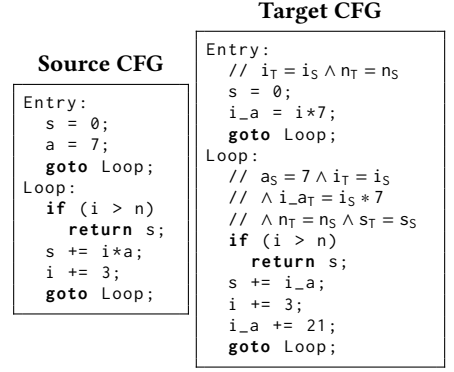 Source CFG
Entry:
s = 0;
a = 7;
goto Loop;
Loop:
if (i > n)
return s;
s += i*a;
i += 3;
goto Loop;
Target CFG
Entry:
// i_T = i_S ∧ n_T = n_S
s = 0;
i_a = i*7;
goto Loop;
Loop:
// a_S = 7 ∧ i_T = i_S
// ∧ i_a_T = i_S ∗ 7
// ∧ n_T = n_S ∧ s_T = s_S
if (i > n)
return s;
s += i_a;
i += 3;
i_a += 21;
goto Loop;